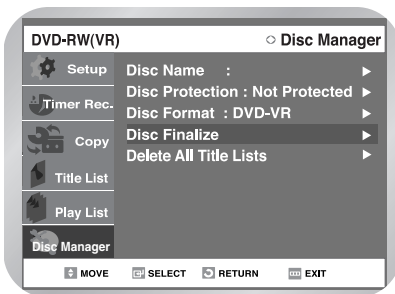 DVD-RW(VR)
Disc Manager
Setup
Timer Rec.
Copy
Title List
Play List
Disc Manager
Disc Name :
Disc Protection : Not Protected
Disc Format : DVD-VR
Disc Finalize
Delete All Title Lists
MOVE SELECT RETURN EXIT